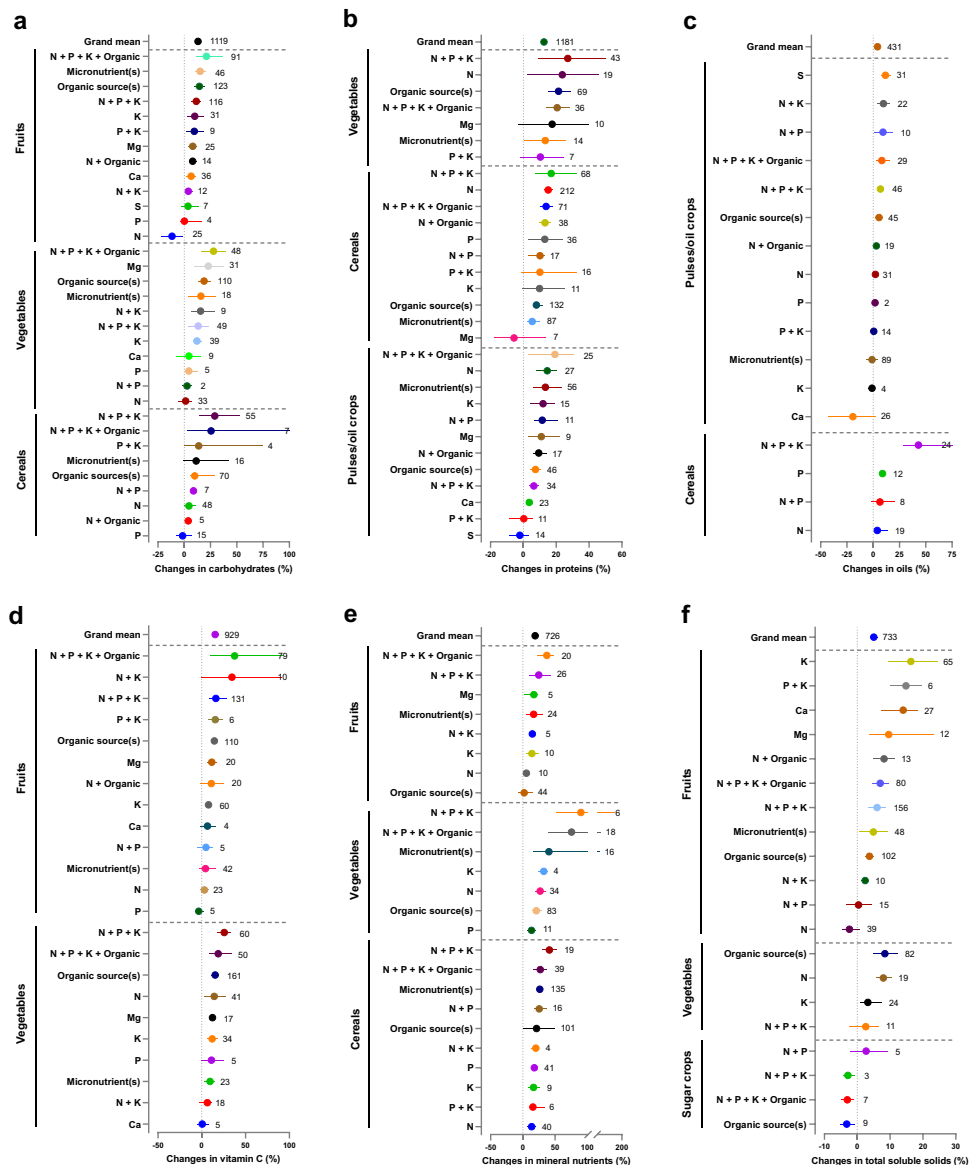 a
Grand mean 1119
Fruits
N + P + K + Organic 91
Micronutrient(s) 46
Organic source(s) 123
N + P + K 116
K 31
P + K 9
Mg 25
N + Organic 14
Ca 36
N + K 12
S 7
P 4
N 25
Vegetables
N + P + K + Organic 48
Mg 31
Organic source(s) 110
Micronutrient(s) 18
N + K 9
N + P + K 49
K 39
Ca 9
P 5
N + P 2
N 33
Cereals
N + P + K 55
N + P + K + Organic 7
P + K 4
Micronutrient(s) 16
Organic sources(s) 70
N + P 7
N 48
N + Organic 5
P 15
-25 0 25 50 75 100
Changes in carbohydrates (%)
b
Grand mean 1181
Vegetables
N + P + K 43
N 19
Organic source(s) 69
N + P + K + Organic 36
Mg 10
Micronutrient(s) 14
P + K 7
Cereals
N + P + K 68
N 212
N + P + K + Organic 71
N + Organic 38
P 36
N + P 17
P + K 16
K 11
Organic source(s) 132
Micronutrient(s) 87
Mg 7
Pulses/oil crops
N + P + K + Organic 25
N 27
Micronutrient(s) 56
K 15
N + P 11
Mg 9
N + Organic 17
Organic source(s) 46
N + P + K 34
Ca 23
P + K 11
S 14
-20 0 20 40 60
Changes in proteins (%)
c
Grand mean 431
Pulses/oil crops
S 31
N + K 22
N + P 10
N + P + K + Organic 29
N + P + K 46
Organic source(s) 45
N + Organic 19
N 31
P 2
P + K 14
Micronutrient(s) 89
K 4
Ca 26
Cereals
N + P + K 24
P 12
N + P 8
N 19
-50 -25 0 25 50 75
Changes in oils (%)
d
Grand mean 929
Fruits
N + P + K + Organic 79
N + K 10
N + P + K 131
P + K 6
Organic source(s) 110
Mg 20
N + Organic 20
K 60
Ca 4
N + P 5
Micronutrient(s) 42
N 23
P 5
Vegetables
N + P + K 60
N + P + K + Organic 50
Organic source(s) 161
N 41
Mg 17
K 34
P 5
Micronutrient(s) 23
N + K 18
Ca 5
-50 0 50 100
Changes in vitamin C (%)
e
Grand mean 726
Fruits
N + P + K + Organic 20
N + P + K 26
Mg 5
Micronutrient(s) 24
N + K 5
K 10
N 10
Organic source(s) 44
Vegetables
N + P + K 6
N + P + K + Organic 18
Micronutrient(s) 16
K 4
N 34
Organic source(s) 83
P 11
Cereals
N + P + K 19
N + P + K + Organic 39
Micronutrient(s) 135
N + P 16
Organic source(s) 101
N + K 4
P 41
K 9
P + K 6
N 40
-50 0 50 100 200
Changes in mineral nutrients (%)
f
Grand mean 733
Fruits
K 65
P + K 6
Ca 27
Mg 12
N + Organic 13
N + P + K + Organic 80
N + P + K 156
Micronutrient(s) 48
Organic source(s) 102
N + K 10
N + P 15
N 39
Vegetables
Organic source(s) 82
N 19
K 24
N + P + K 11
Sugar crops
N + P 5
N + P + K 3
N + P + K + Organic 7
Organic source(s) 9
-10 0 10 20 30
Changes in total soluble solids (%)